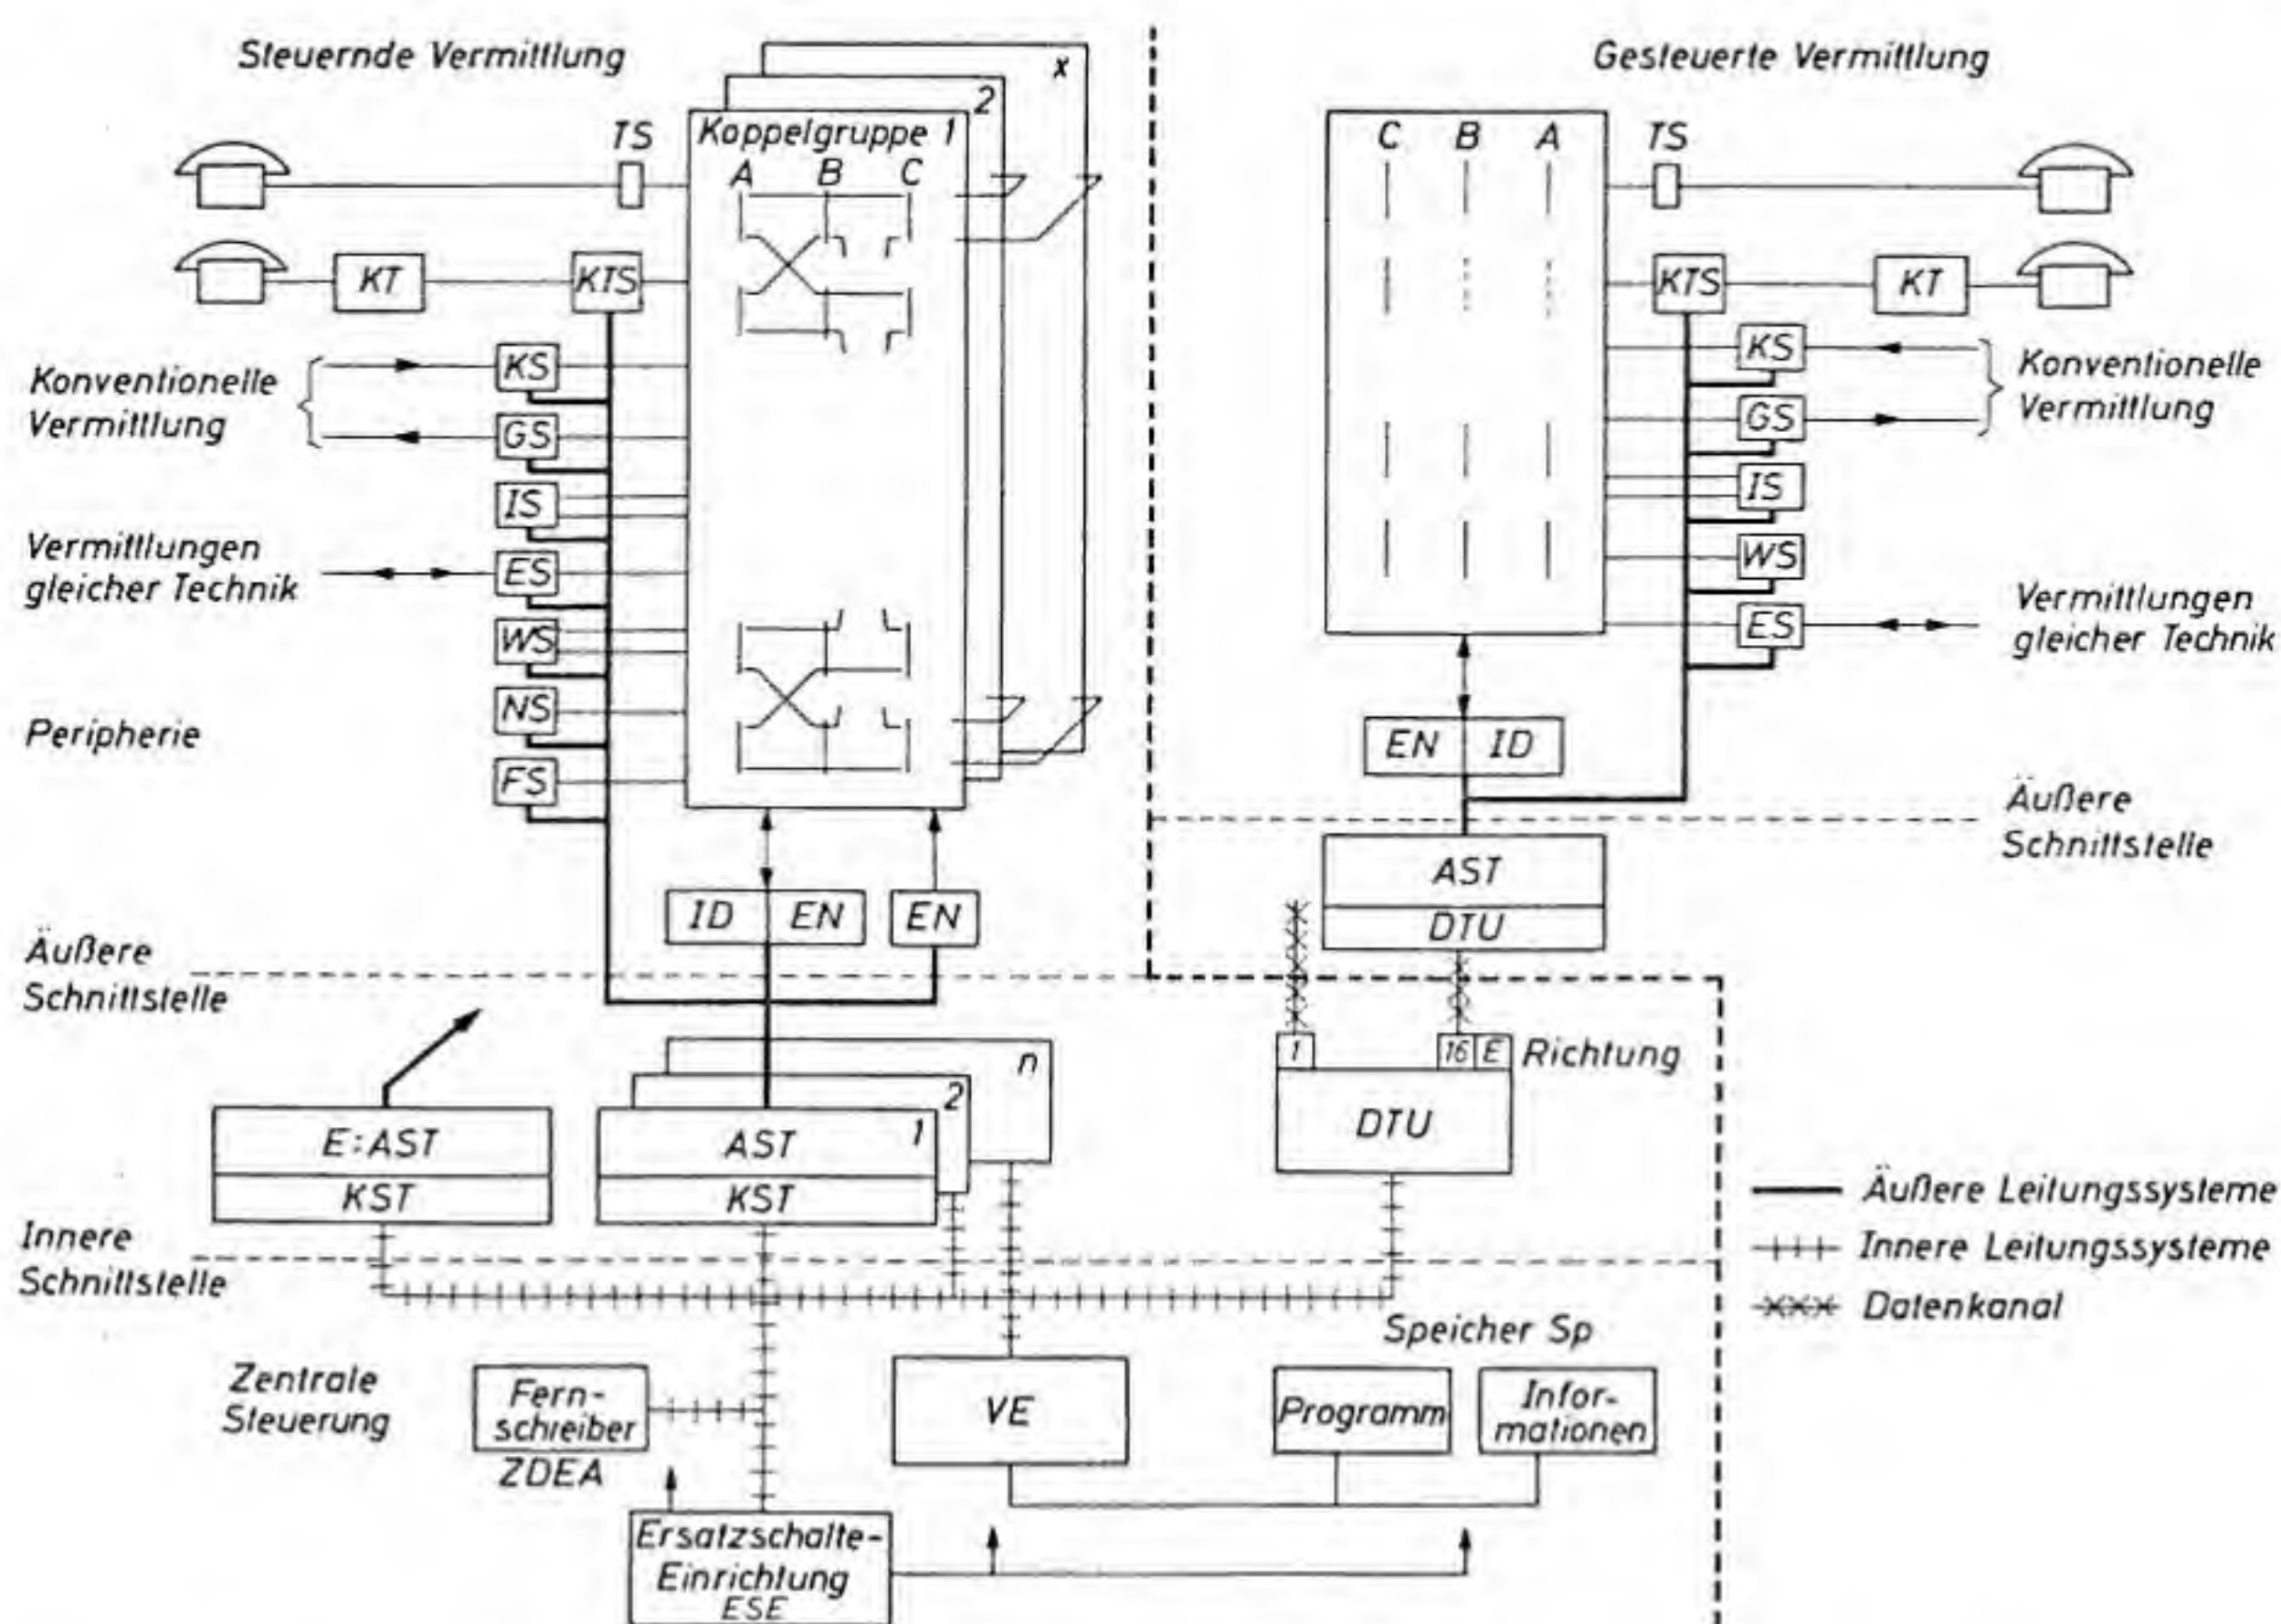 Steuernde Vermittlung
x
2
Koppelgruppe 1
A B C
TS
KT
KTS
Konventionelle
Vermittlung
KS
GS
IS
Vermittlungen
gleicher Technik
ES
WS
NS
Peripherie
FS
ID EN
EN
Äußere
Schnittstelle
n
2
1
E:AST
KST
AST
KST
Innere
Schnittstelle
Zentrale
Steuerung
Fern-
schreiber
ZDEA
Ersatzschalte-
Einrichtung
ESE
VE
Speicher Sp
Programm
Infor-
mationen
Gesteuerte Vermittlung
C B A
TS
KTS
KT
KS
GS
Konventionelle
Vermittlung
IS
WS
ES
Vermittlungen
gleicher Technik
EN ID
Äußere
Schnittstelle
AST
DTU
1
16 E Richtung
DTU
Äußere Leitungssysteme
Innere Leitungssysteme
Datenkanal